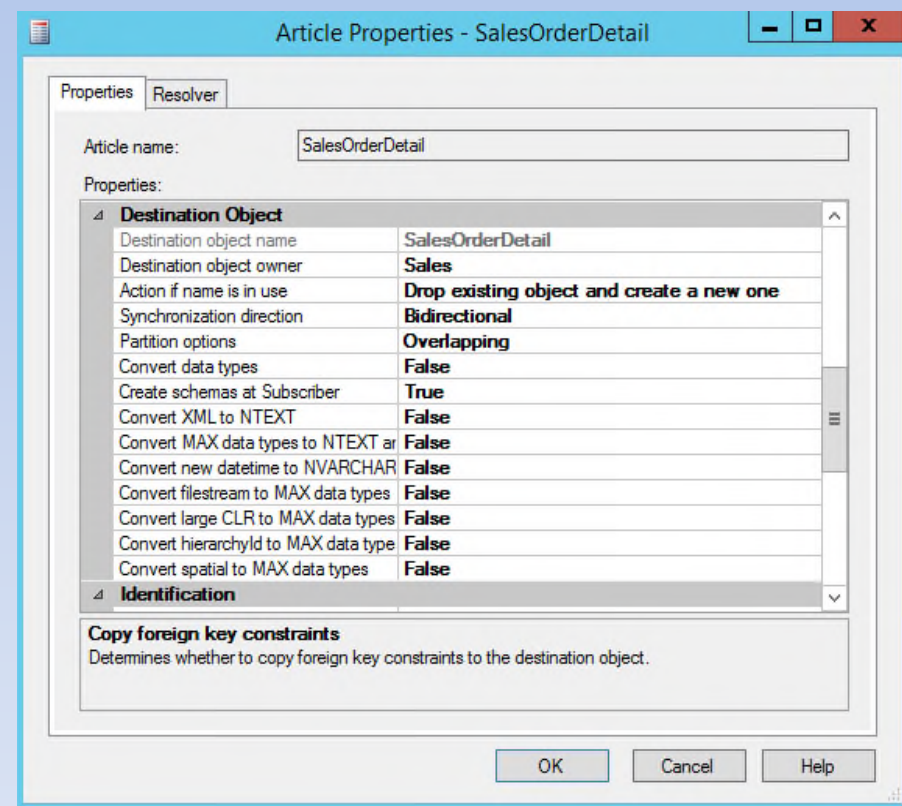 Article Properties - SalesOrderDetail
Properties Resolver
Article name: SalesOrderDetail
Properties:
Destination Object
Destination object name SalesOrderDetail
Destination object owner Sales
Action if name is in use Drop existing object and create a new one
Synchronization direction Bidirectional
Partition options Overlapping
Convert data types False
Create schemas at Subscriber True
Convert XML to NTEXT False
Convert MAX data types to NTEXT ar False
Convert new datetime to NVARCHAR False
Convert filestream to MAX data types False
Convert large CLR to MAX data types False
Convert hierarchyId to MAX data type False
Convert spatial to MAX data types False
Identification
Copy foreign key constraints
Determines whether to copy foreign key constraints to the destination object.
OK Cancel Help